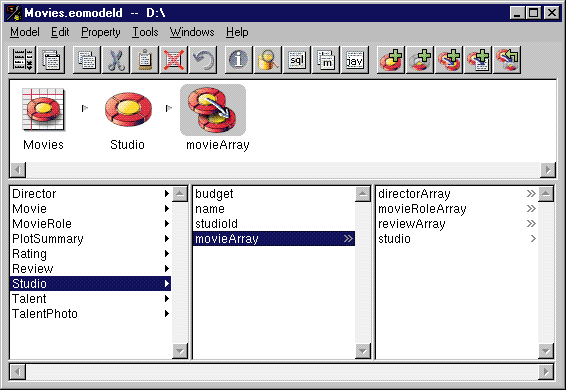 Movies.eomodeld -- D:\
Model Edit Property Tools Windows Help
sql m jav
Movies Studio movieArray
Director
Movie
MovieRole
PlotSummary
Rating
Review
Studio
Talent
TalentPhoto
budget
name
studioId
movieArray
directorArray
movieRoleArray
reviewArray
studio